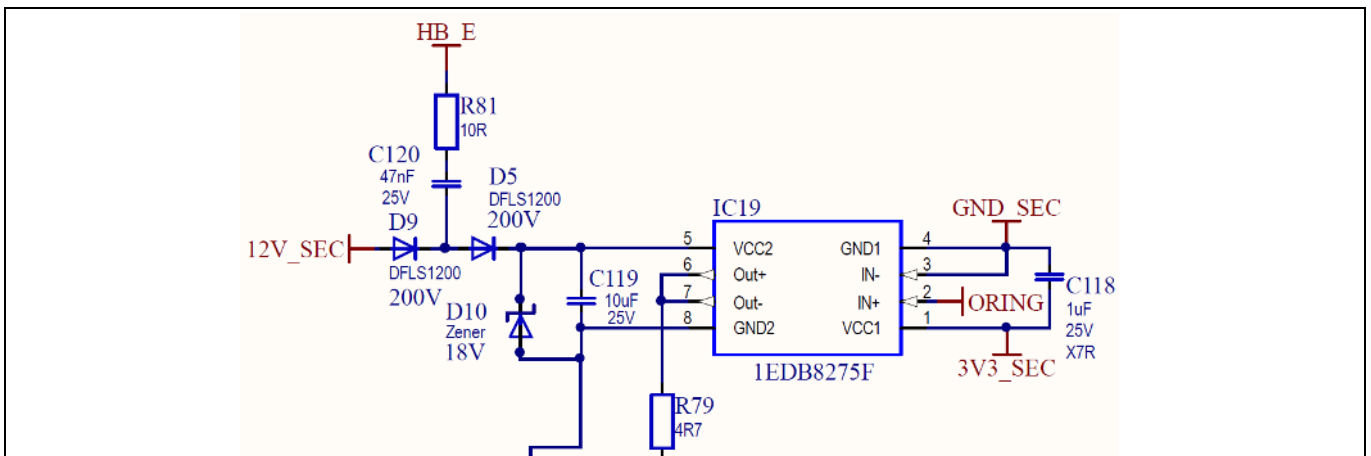 HB_E
R81
10R
C120
47nF
25V
D5
DFLS1200
200V
D9
12V_SEC
DFLS1200
200V
D10
Zener
18V
C119
10uF
25V
IC19
5 VCC2 GND1 4
6 Out+ IN- 3
7 Out- IN+ 2
8 GND2 VCC1 1
1EDB8275F
GND_SEC
ORING
C118
1uF
25V
X7R
3V3_SEC
R79
4R7